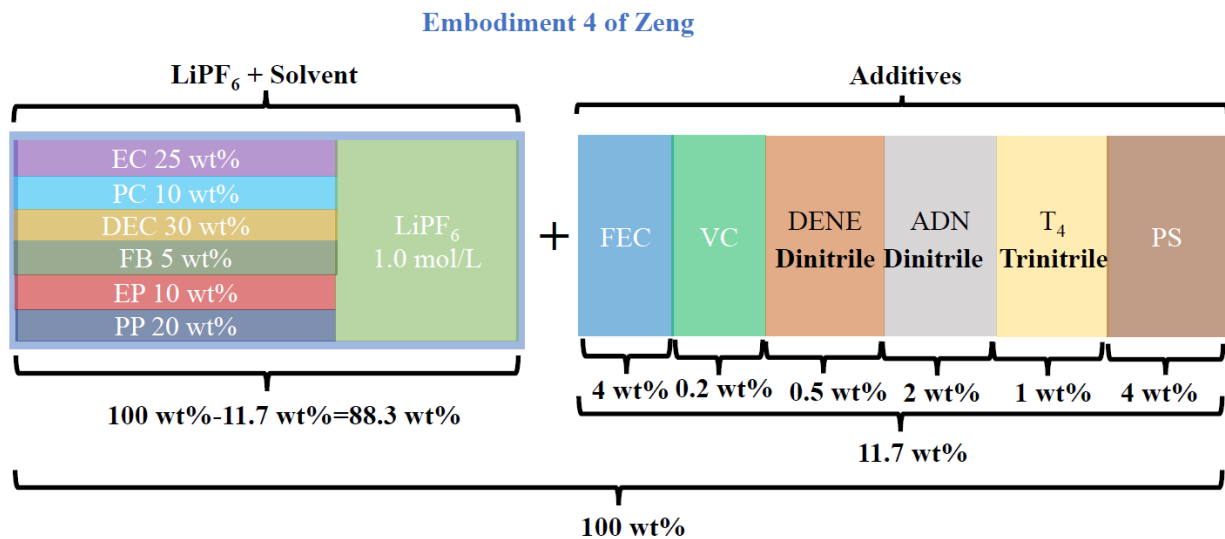 Embodiment 4 of Zeng
LiPF₆ + Solvent
Additives
EC 25 wt%
PC 10 wt%
DEC 30 wt%
FB 5 wt%
EP 10 wt%
PP 20 wt%
LiPF₆
1.0 mol/L
+
FEC
VC
DENE
Dinitrile
ADN
Dinitrile
T₄
Trinitrile
PS
4 wt%
0.2 wt%
0.5 wt%
2 wt%
1 wt%
4 wt%
100 wt%-11.7 wt%=88.3 wt%
11.7 wt%
100 wt%